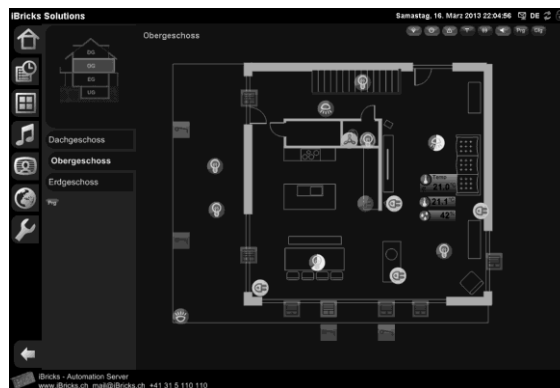 iBricks Solutions
Samstag, 16. März 2013 22:04:56
DE
Obergeschoss
DG
OG
EG
UG
Dachgeschoss
Obergeschoss
Erdgeschoss
Temp
21.0
21.1
42
iBricks - Automation Server
www.iBricks.ch mail@iBricks.ch +41 31 5 110 110